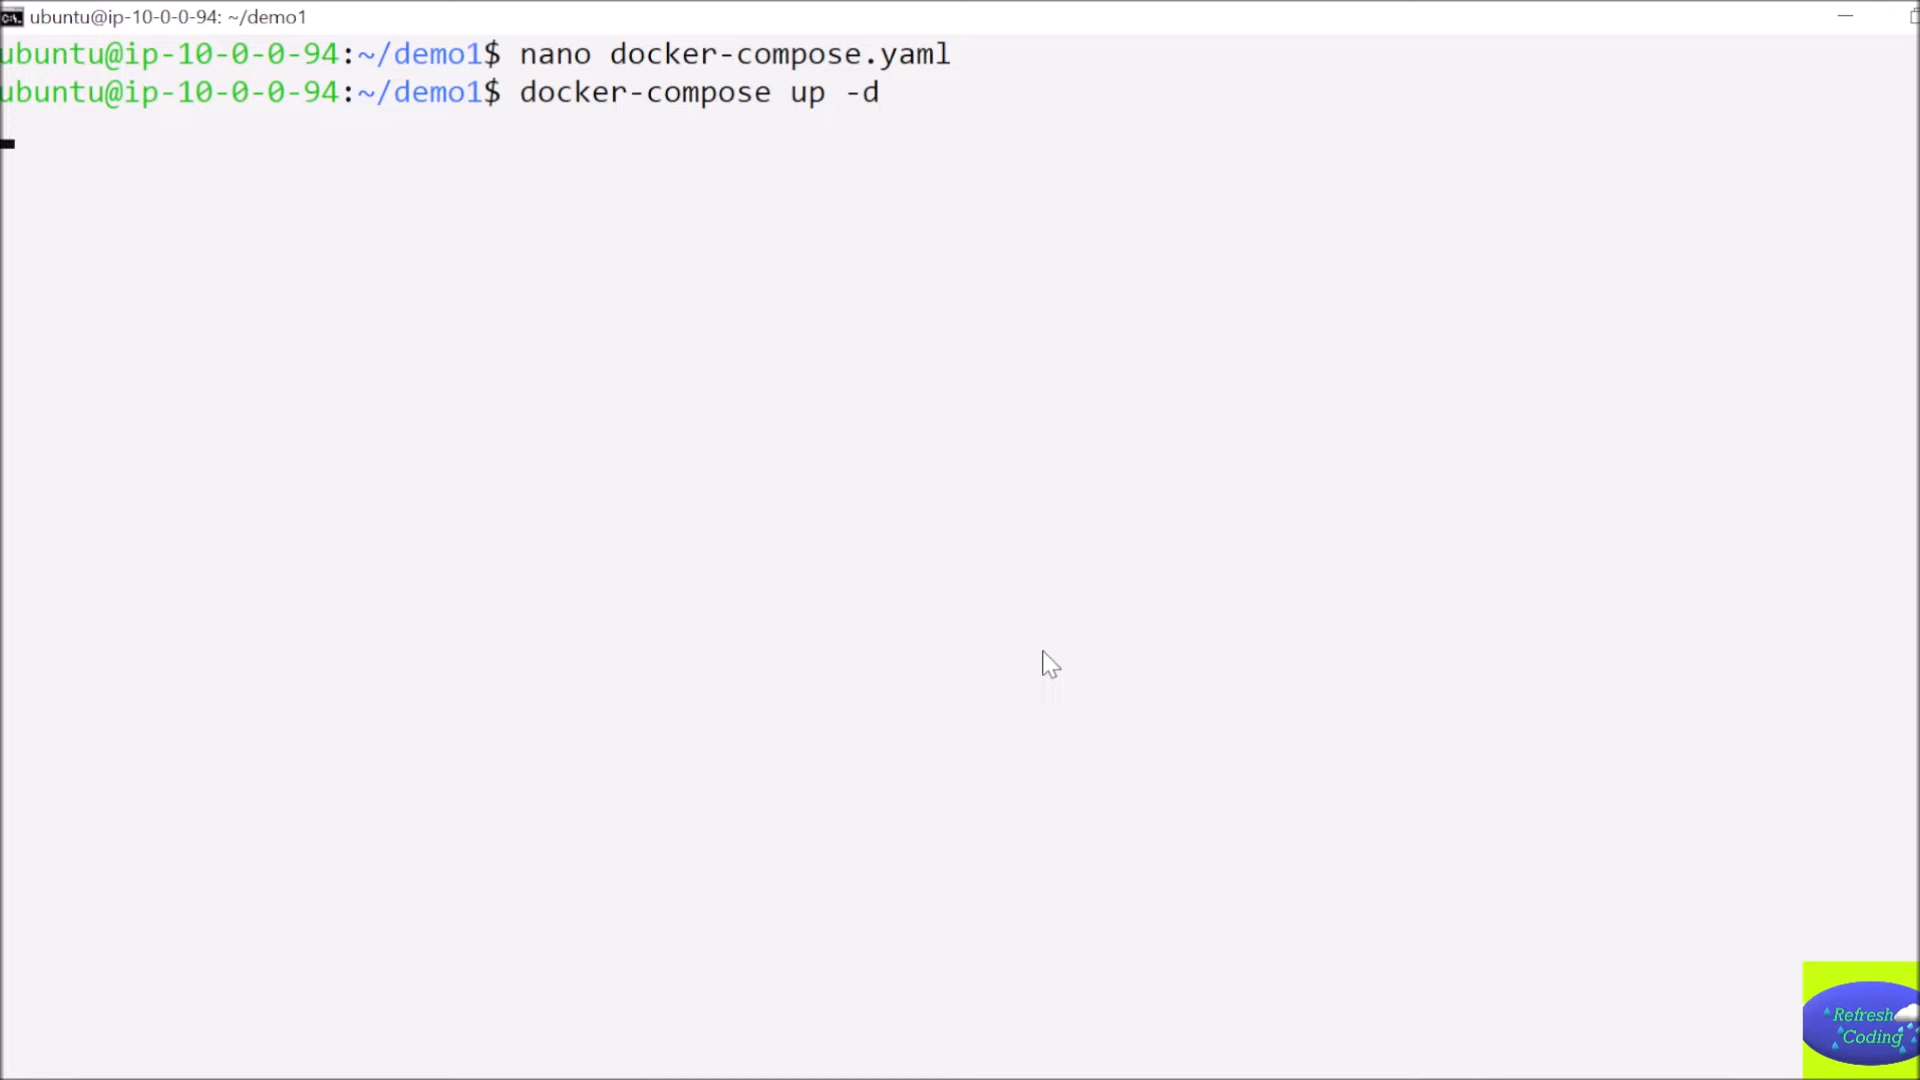 ubuntu@ip-10-0-0-94: ~/demo1
ubuntu@ip-10-0-0-94:~/demo1$ nano docker-compose.yaml
ubuntu@ip-10-0-0-94:~/demo1$ docker-compose up -d
Refresh
Coding